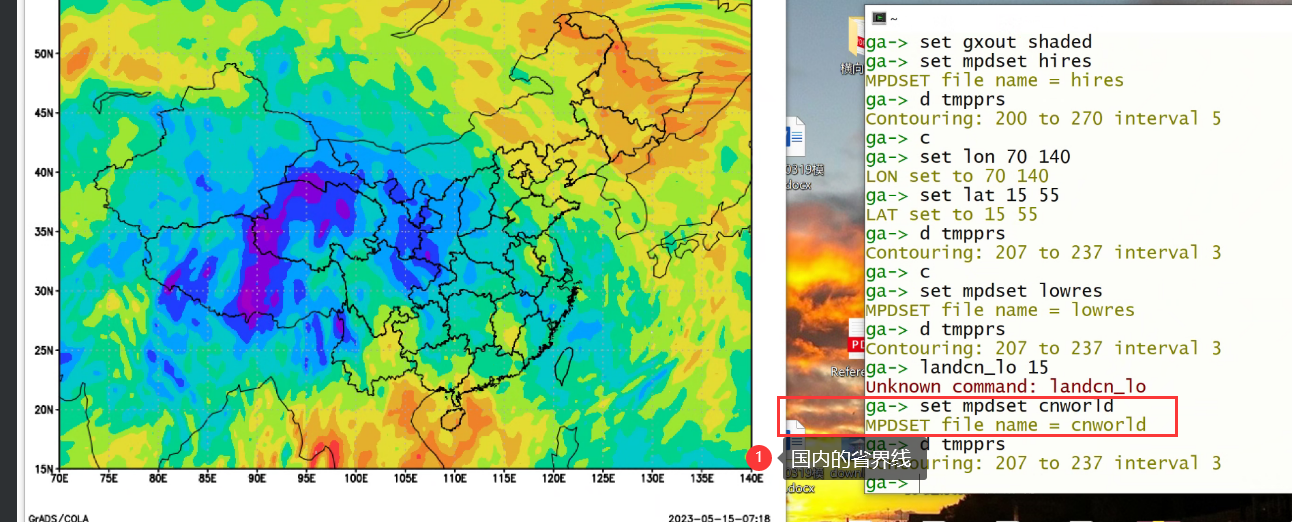 50N
45N
40N
35N
30N
25N
20N
15N
70E 75E 80E 85E 90E 95E 100E 105E 110E 115E 120E 125E 130E 135E 140E
GrADS/COLA
2023-05-15-07:18
横向
0319模
.docx
PD
Refere
0319模 down
.docx
~
ga-> set gxout shaded
ga-> set mpdset hires
MPDSET file name = hires
ga-> d tmpprs
Contouring: 200 to 270 interval 5
ga-> c
ga-> set lon 70 140
LON set to 70 140
ga-> set lat 15 55
LAT set to 15 55
ga-> d tmpprs
Contouring: 207 to 237 interval 3
ga-> c
ga-> set mpdset lowres
MPDSET file name = lowres
ga-> d tmpprs
Contouring: 207 to 237 interval 3
ga-> landcn_lo 15
Unknown command: landcn_lo
ga-> set mpdset cnworld
MPDSET file name = cnworld
ga-> d tmpprs
Contouring: 207 to 237 interval 3
ga->
1 国内的省界线